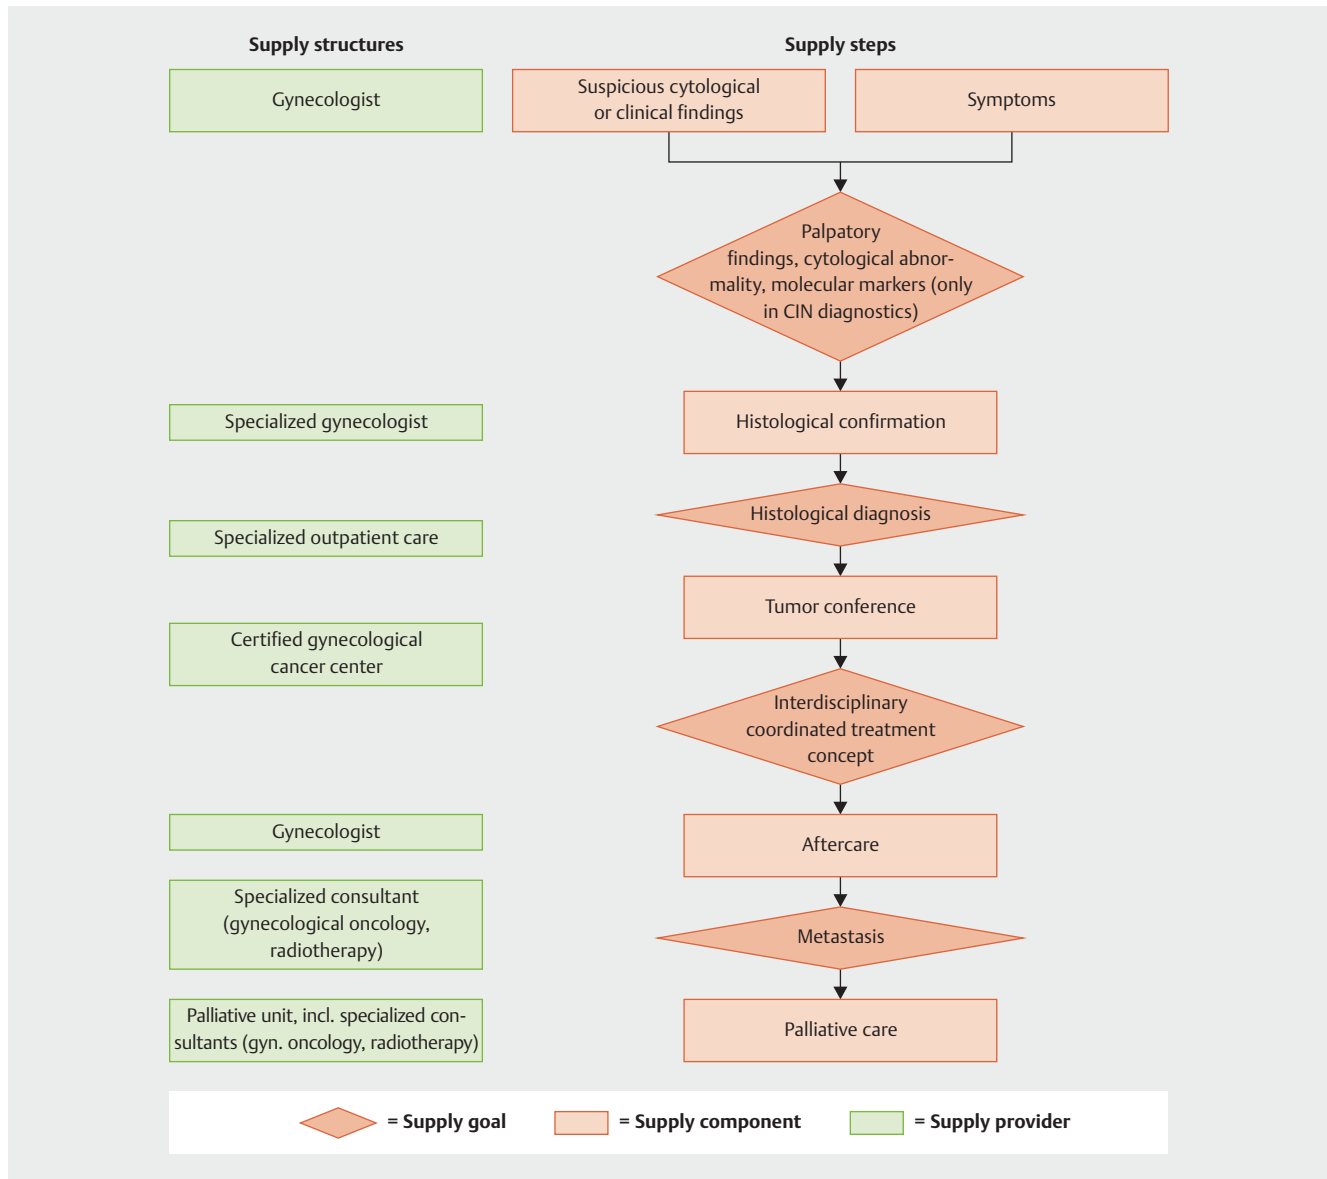 Supply structures
Supply steps
Gynecologist
Suspicious cytological
or clinical findings
Symptoms
Palpatory
findings, cytological abnor-
mality, molecular markers (only
in CIN diagnostics)
Specialized gynecologist
Histological confirmation
Histological diagnosis
Specialized outpatient care
Tumor conference
Certified gynecological
cancer center
Interdisciplinary
coordinated treatment
concept
Gynecologist
Aftercare
Specialized consultant
(gynecological oncology,
radiotherapy)
Metastasis
Palliative unit, incl. specialized con-
sultants (gyn. oncology, radiotherapy)
Palliative care
= Supply goal
= Supply component
= Supply provider